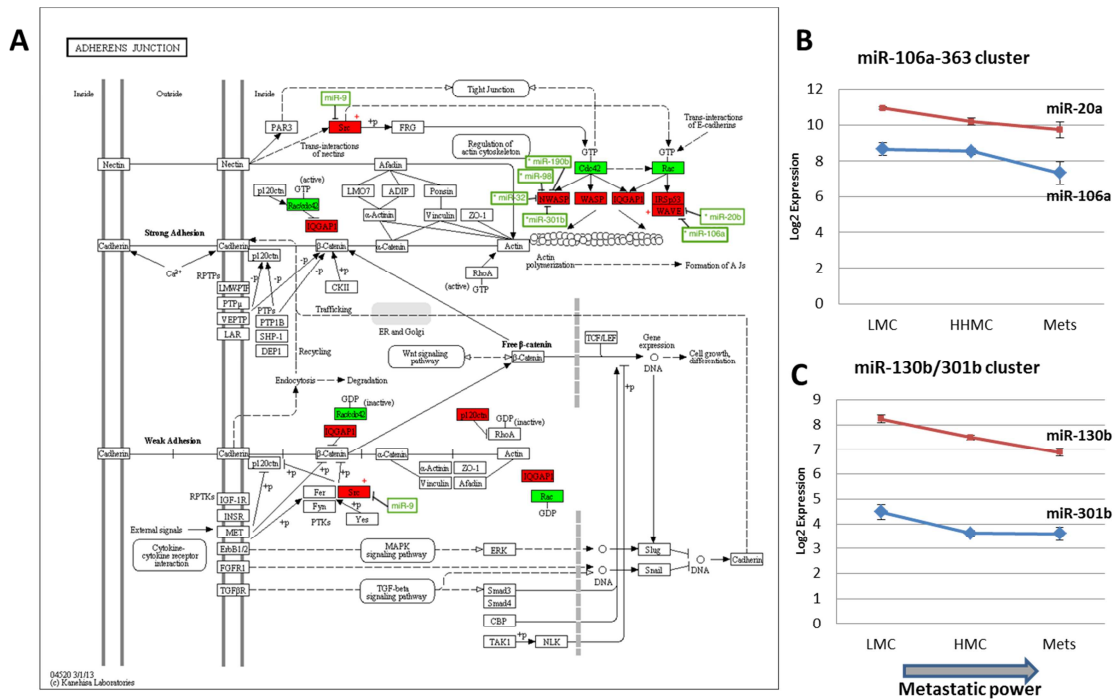 A
ADHERENS JUNCTION
Inside
Outside
Inside
Tight Junction
miR-9
+
Src
+p
FRG
PAR3
Trans-interactions
of nectins
Regulation of
actin cytoskeleton
GTP
GTP
Trans-interactions of
E-cadherins
Nectin
Nectin
Afadin
* miR-190b
* miR-98
Cdc42
Rac
p120ctn
(active)
GTP
Rac/cdc42
IQGAP1
LMO7
ADIP
Ponsin
* miR-32
NWASP
WASP
IQGAP1
IRSp53
WAVE
+
α-Actinin
Vinculin
ZO-1
* miR-301b
* miR-20b
* miR-106a
Strong Adhesion
Cadherin
Cadherin
β-Catenin
α-Catenin
Actin
Actin
polymerization
Formation of A Js
Ca2+
p120ctn
RPTPs
-p
-p
-p
+p
CKII
RhoA
(active)
GTP
LMW-PTP
PTPμ
VEPTP
LAR
PTPs
PTP1B
SHP-1
DEP1
Trafficking
ER and Golgi
Recycling
Free β-catenin
Wnt signaling
pathway
β-Catenin
TCF/LEF
Gene
expression
DNA
Cell growth,
differentiation
+p
Endocytosis
Degradation
GDP
(inactive)
Rac/cdc42
IQGAP1
p120ctn
GDP
(inactive)
RhoA
Weak Adhesion
Cadherin
Cadherin
β-Catenin
α-Catenin
Actin
p120ctn
+p
+p
+p
+p
α-Actinin
ZO-1
Vinculin
Afadin
IQGAP1
Rac
GDP
RPTKs
IGF-1R
INSR
MET
ErbB1/2
FGFR1
TGFβR
Fer
Fyn
PTKs
+
Src
+p
Yes
miR-9
External signals
Cytokine-
cytokine receptor
interaction
MAPK
signaling pathway
ERK
DNA
Slug
Snail
DNA
Cadherin
TGF-beta
signaling pathway
Smad3
Smad4
CBP
TAK1
+p
NLK
04520 3/1/13
(c) Kanehisa Laboratories
B
miR-106a-363 cluster
Log2 Expression
12
10
8
6
4
2
0
miR-20a
miR-106a
LMC
HHMC
Mets
C
miR-130b/301b cluster
Log2 Expression
9
8
7
6
5
4
3
2
1
0
miR-130b
miR-301b
LMC
HMC
Mets
Metastatic power